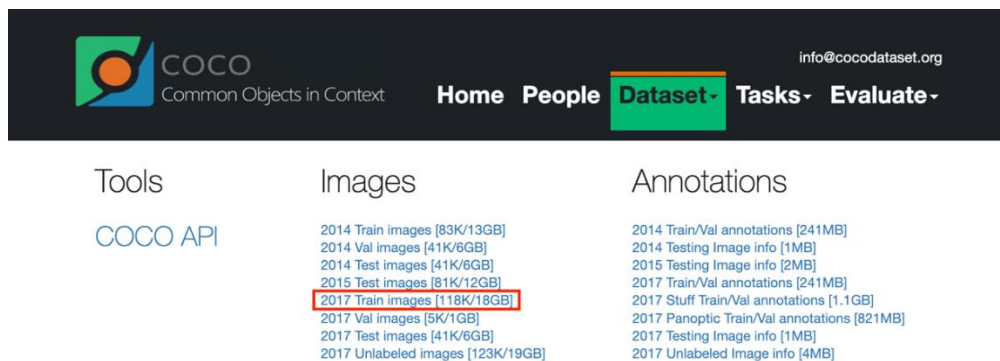 COCO
Common Objects in Context
info@cocodataset.org
Home People Dataset Tasks Evaluate
Tools
COCO API
Images
2014 Train images [83K/13GB]
2014 Val images [41K/6GB]
2014 Test images [41K/6GB]
2015 Test images [81K/12GB]
2017 Train images [118K/18GB]
2017 Val images [5K/1GB]
2017 Test images [41K/6GB]
2017 Unlabeled images [123K/19GB]
Annotations
2014 Train/Val annotations [241MB]
2014 Testing Image info [1MB]
2015 Testing Image info [2MB]
2017 Train/Val annotations [241MB]
2017 Stuff Train/Val annotations [1.1GB]
2017 Panoptic Train/Val annotations [821MB]
2017 Testing Image info [1MB]
2017 Unlabeled Image info [4MB]